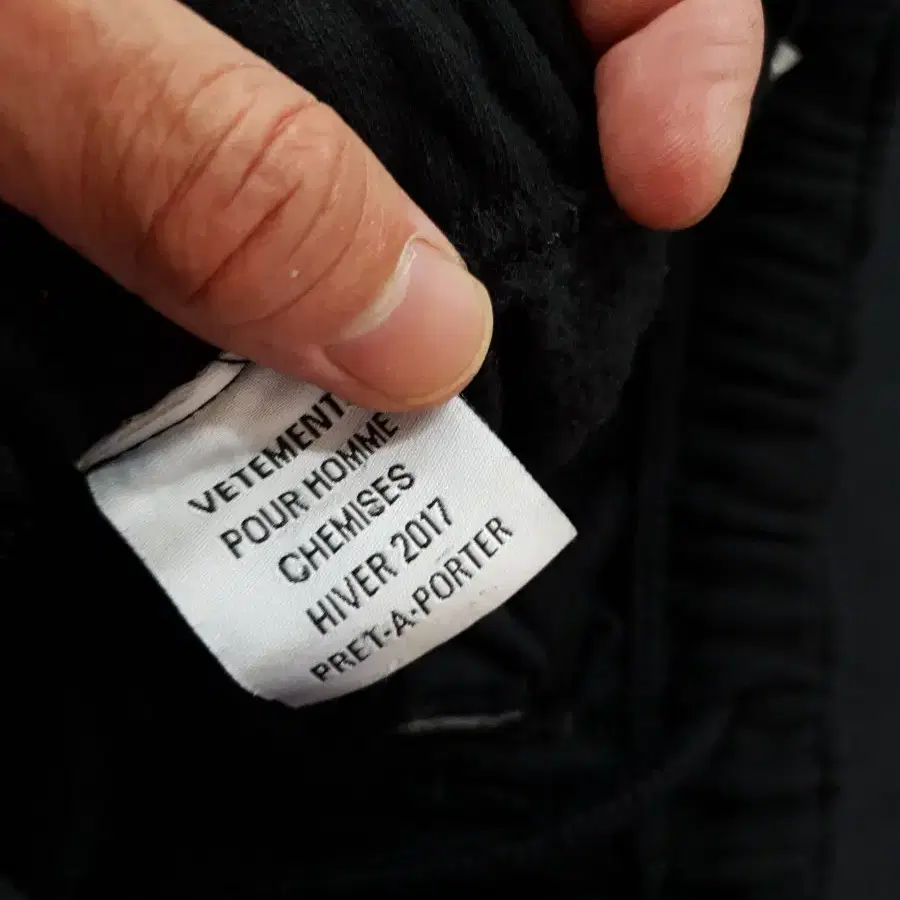 VETEMENT
POUR HOMME
CHEMISES
HIVER 2017
PRET-A-PORTER